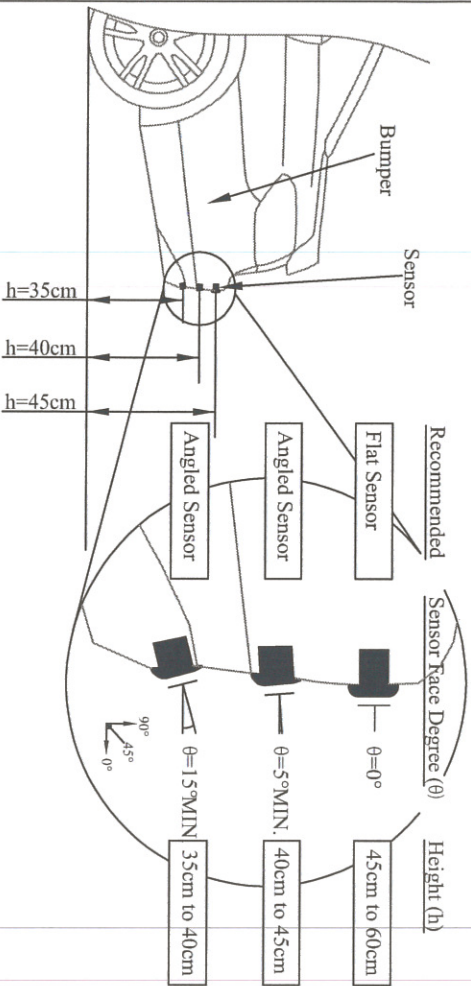 Bumper
Sensor
h=35cm
h=40cm
h=45cm
Recommended
Sensor Face Degree (θ)
Height (h)
Flat Sensor
θ=0°
45cm to 60cm
Angled Sensor
θ=5°MIN.
40cm to 45cm
Angled Sensor
θ=15°MIN
35cm to 40cm
90°
45°
0°